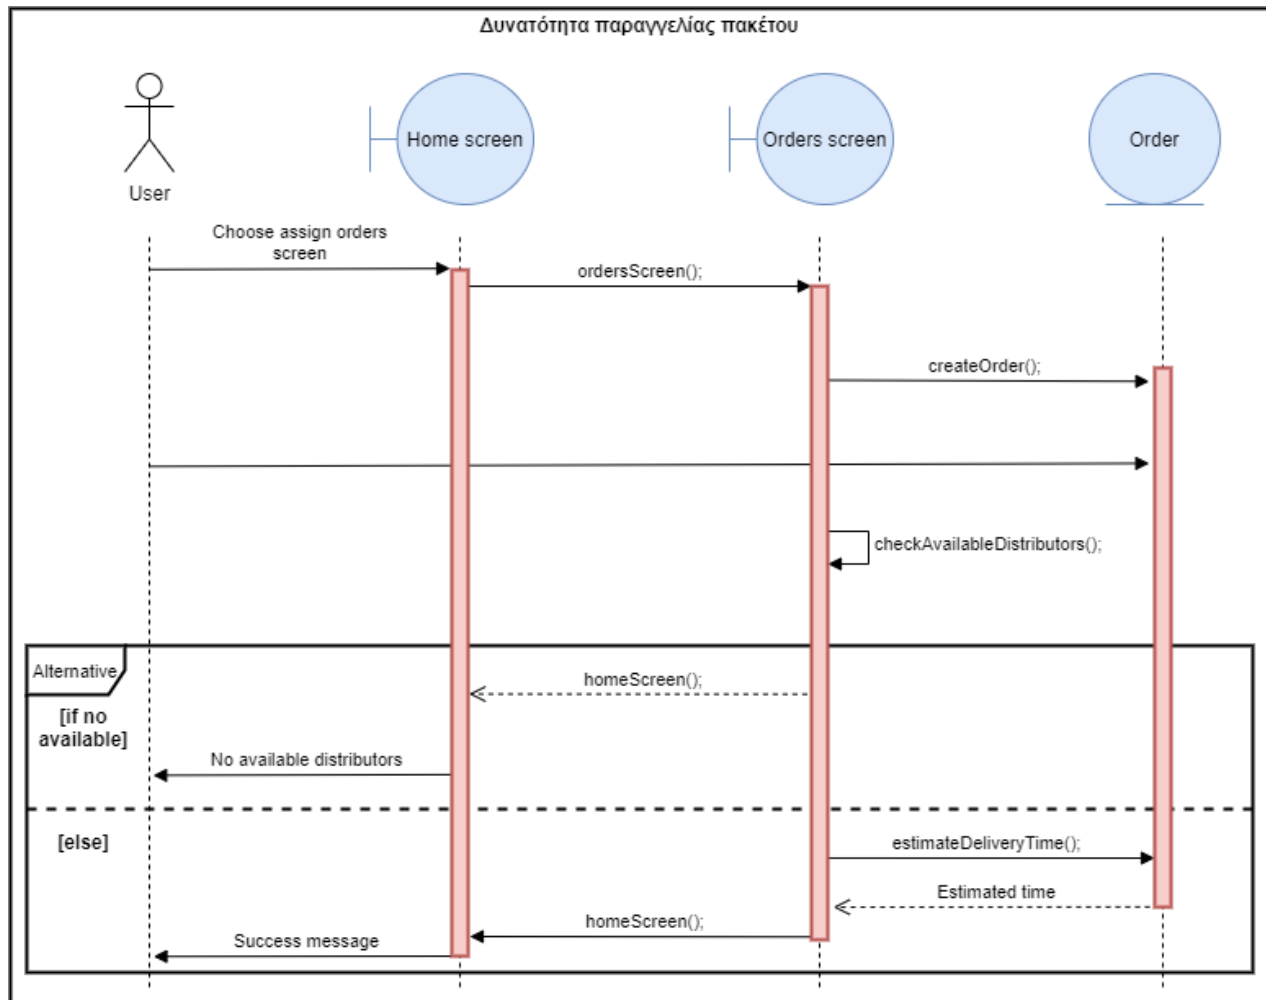 Δυνατότητα παραγγελίας πακέτου
Home screen
Orders screen
Order
User
Choose assign orders
screen
ordersScreen();
createOrder();
checkAvailableDistributors();
Alternative
homeScreen();
[if no
available]
No available distributors
[else]
estimateDeliveryTime();
Estimated time
homeScreen();
Success message